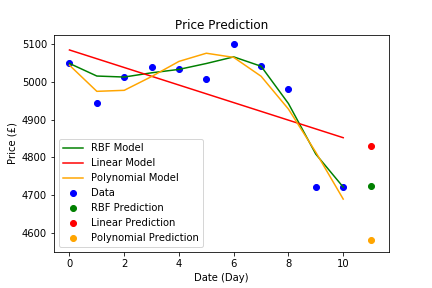 Price Prediction
5100
5000
4900
4800
4700
4600
Price (£)
RBF Model
Linear Model
Polynomial Model
Data
RBF Prediction
Linear Prediction
Polynomial Prediction
0 2 4 6 8 10
Date (Day)